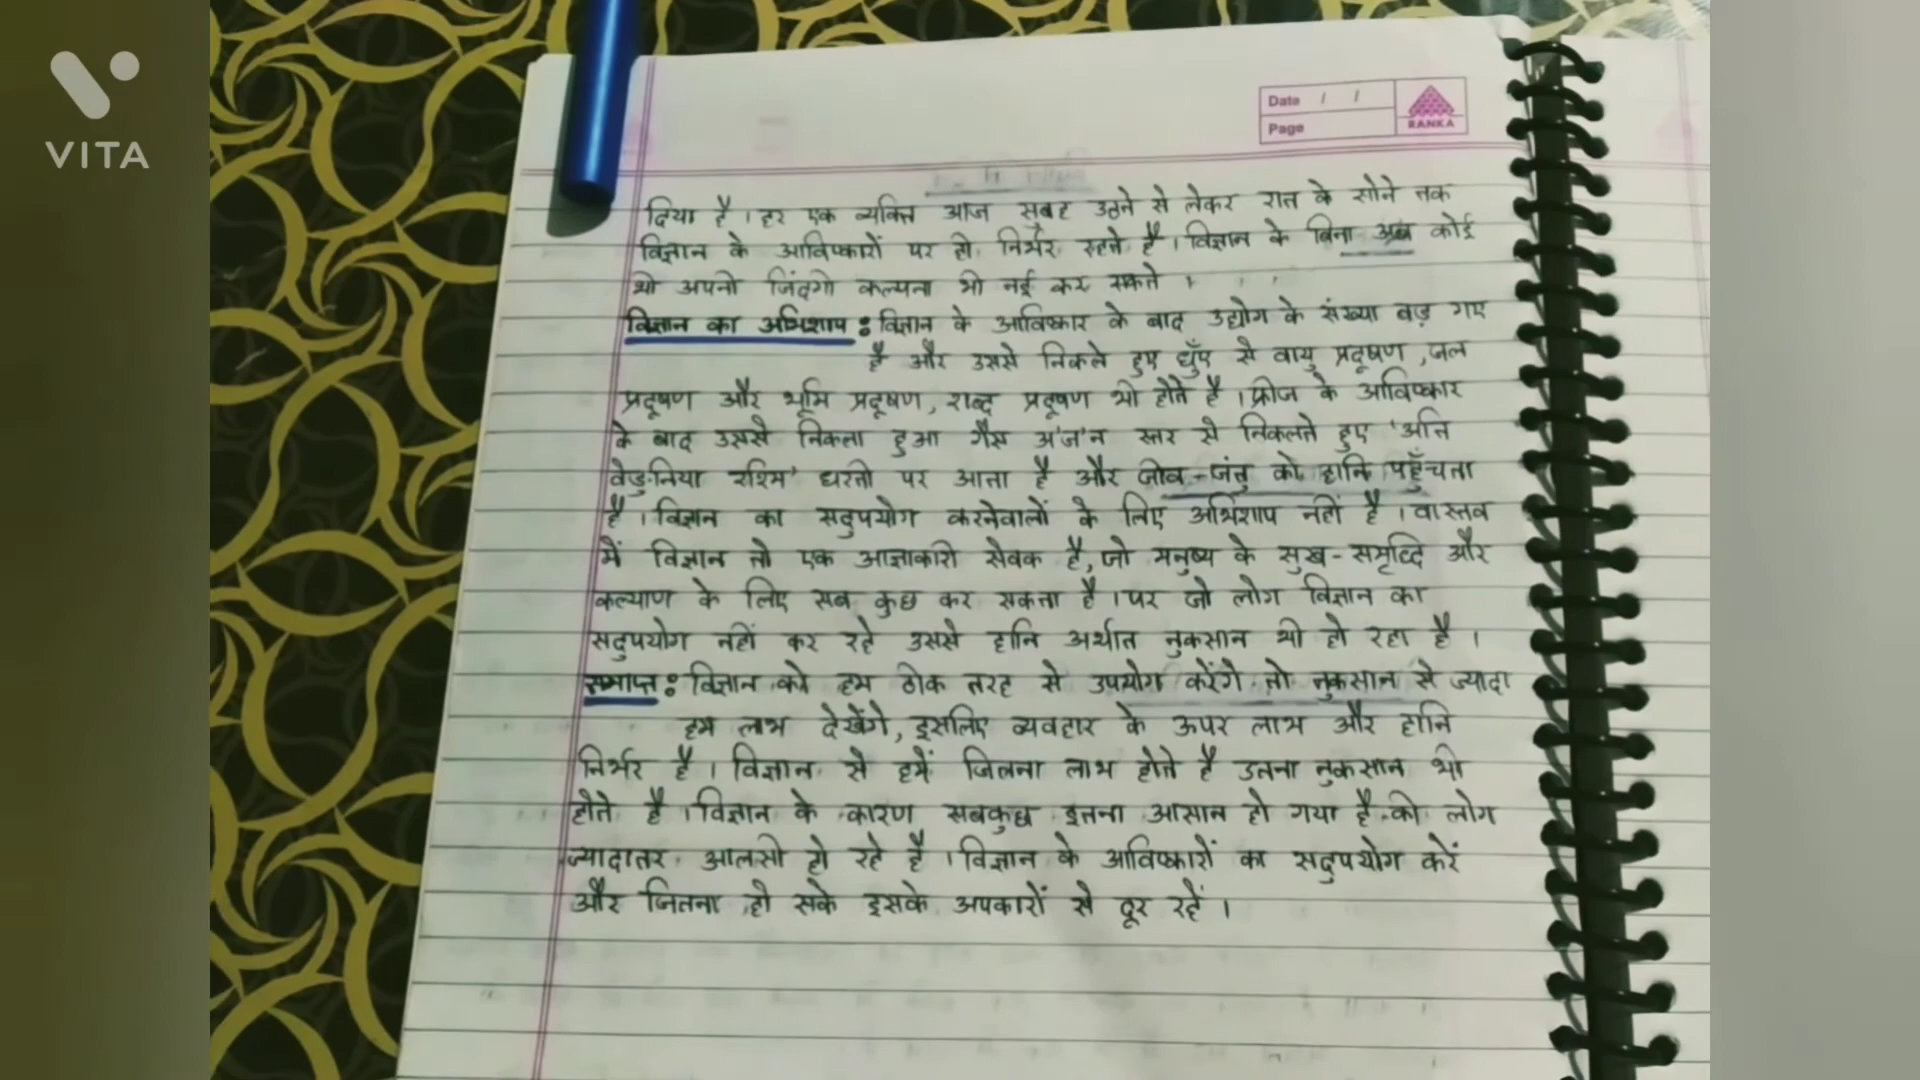 VITA
Date / /
Page
RANKA
दिया है। हर एक व्यक्ति आज सुबह उठने से लेकर रात के सोने तक
विज्ञान के आविष्कारों पर ही निर्भर रहते है। विज्ञान के बिना अब कोई
भी अपनी जिंदगी कल्पना भी नई कर सकते।
विज्ञान का अभिशाप : विज्ञान के आविष्कार के बाद उद्योग के संख्या बड़ गए
है और उससे निकले हुए धुँए से वायु प्रदूषण, जल
प्रदूषण और भूमि प्रदूषण, शब्द प्रदूषण भी होते है। फ्रीज के आविष्कार
के बाद उससे निकला हुआ गैस अ'ज'न स्तर से निकलते हुए 'अति
वेगुनिया रश्मि' धरती पर आता है और जीव-जंतु को हानि पहुँचता
है। विज्ञान का सदुपयोग करनेवालों के लिए अभिशाप नहीं है। वास्तव
में विज्ञान तो एक आज्ञाकारी सेवक है, जो मनुष्य के सुख-समृद्धि और
कल्याण के लिए सब कुछ कर सकता है। पर जो लोग विज्ञान का
सदुपयोग नहीं कर रहे उससे हानि अर्थात नुकसान भी हो रहा है।
समाप्त : विज्ञान को हम ठीक तरह से उपयोग करेंगे तो नुकसान से ज्यादा
हम लाभ देखेंगे, इसलिए व्यवहार के ऊपर लाभ और हानि
निर्भर है। विज्ञान से हमें जितना लाभ होते है उतना नुकसान भी
होते है। विज्ञान के कारण सबकुछ इतना आसान हो गया है की लोग
ज्यादातर आलसी हो रहे है। विज्ञान के आविष्कारों का सदुपयोग करें
और जितना हो सके इसके अपकारों से दूर रहें।